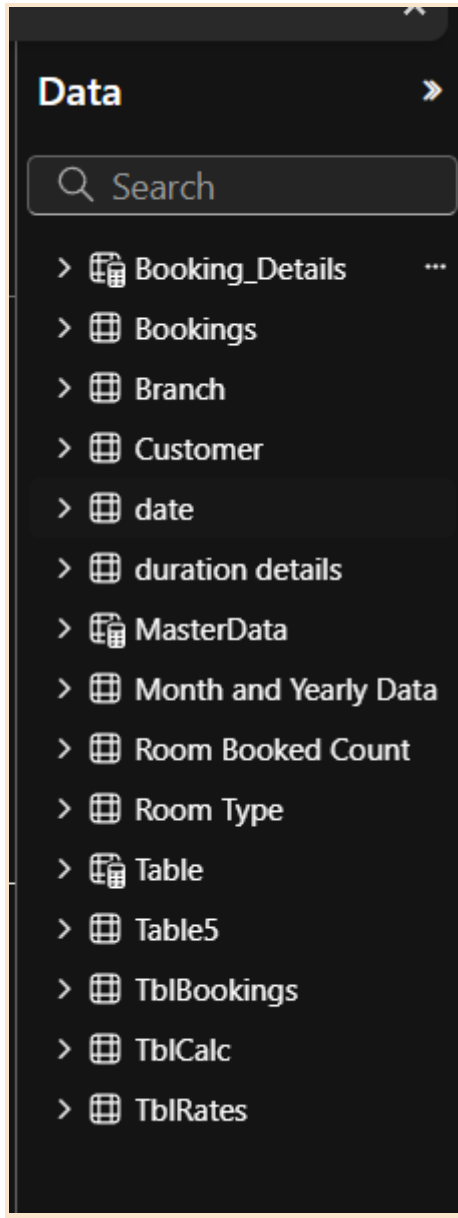 Data
Search
Booking_Details
Bookings
Branch
Customer
date
duration details
MasterData
Month and Yearly Data
Room Booked Count
Room Type
Table
Table5
TblBookings
TblCalc
TblRates